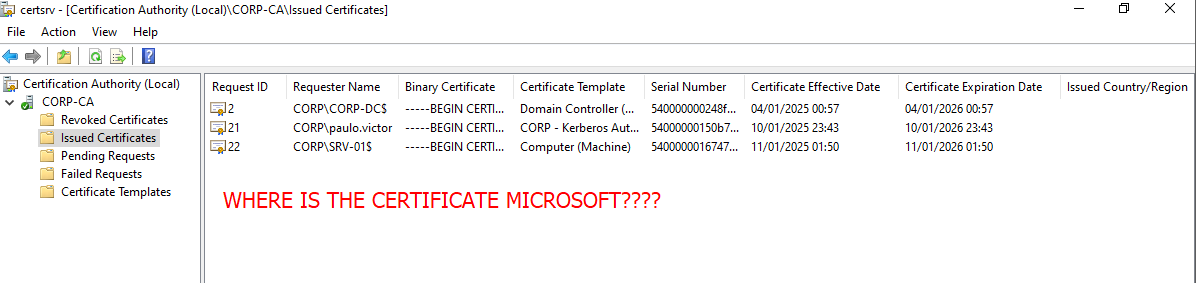 certsrv - [Certification Authority (Local)\CORP-CA\Issued Certificates]
File Action View Help
Certification Authority (Local)
CORP-CA
Revoked Certificates
Issued Certificates
Pending Requests
Failed Requests
Certificate Templates
Request ID Requester Name Binary Certificate Certificate Template Serial Number Certificate Effective Date Certificate Expiration Date Issued Country/Region
2 CORP\CORP-DC$ -----BEGIN CERTI... Domain Controller (... 540000000248f... 04/01/2025 00:57 04/01/2026 00:57
21 CORP\paulo.victor -----BEGIN CERTI... CORP - Kerberos Aut... 5400000000150b7... 10/01/2025 23:43 10/01/2026 23:43
22 CORP\SRV-01$ -----BEGIN CERTI... Computer (Machine) 5400000016747... 11/01/2025 01:50 11/01/2026 01:50
WHERE IS THE CERTIFICATE MICROSOFT????